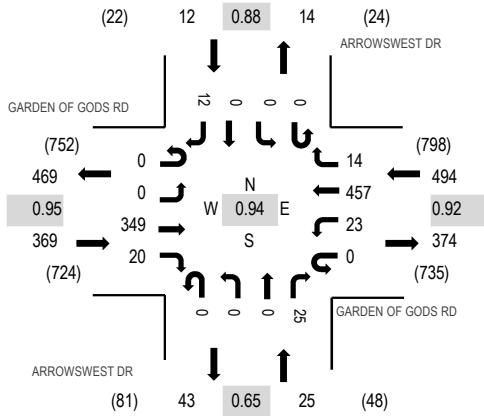 (22) 12 0.88 14 (24)
ARROWSWEST DR
GARDEN OF GODS RD
12 0 0 0
(752) (798)
0 14
469 494
0 457
N
0.95 W 0.94 E 0.92
S
349 23
369 374
20 0
(724) (735)
0 0 0 25
GARDEN OF GODS RD
ARROWSWEST DR
(81) 43 0.65 25 (48)